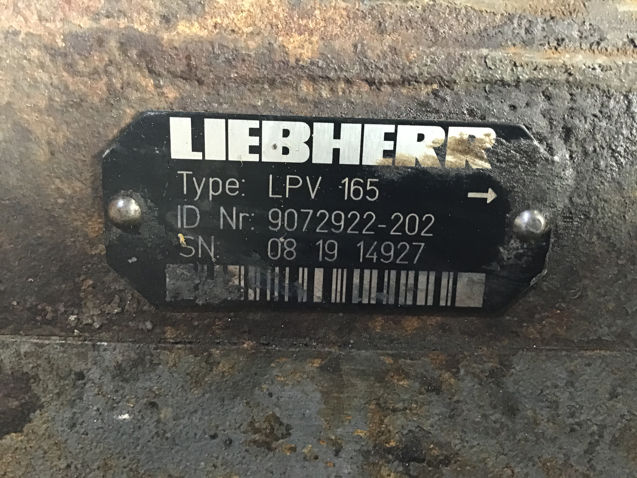 LIEBHERR
Type: LPV 165 →
ID Nr: 9072922-202
SN. 08 19 14927